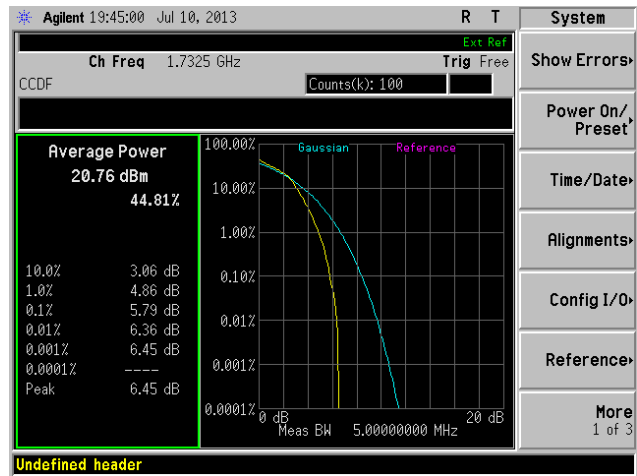 Agilent 19:45:00 Jul 10, 2013 R T
Ext Ref
Ch Freq 1.7325 GHz Trig Free
CCDF Counts(k): 100
Average Power
20.76 dBm
44.81%
10.0% 3.06 dB
1.0% 4.86 dB
0.1% 5.79 dB
0.01% 6.36 dB
0.001% 6.45 dB
0.0001% ----
Peak 6.45 dB
100.00% Gaussian Reference
10.00%
1.00%
0.10%
0.01%
0.001%
0.0001% 0 dB 20 dB
Meas BW 5.00000000 MHz
System
Show Errors
Power On/
Preset
Time/Date
Alignments
Config I/O
Reference
More
1 of 3
Undefined header